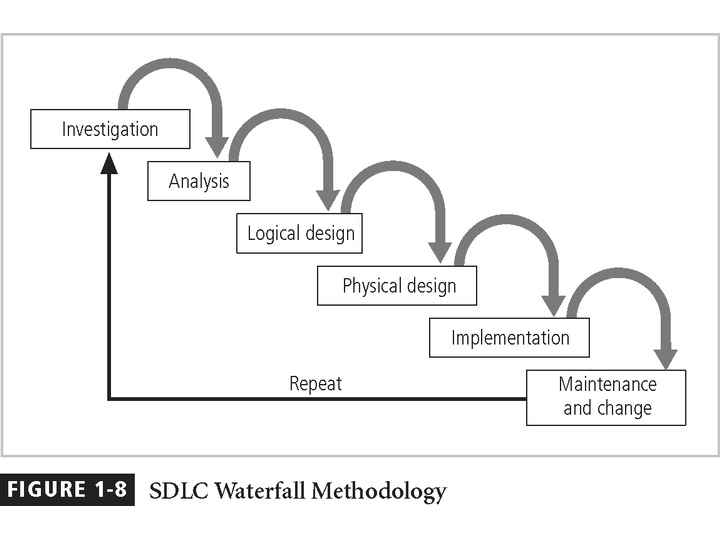 Investigation
Analysis
Logical design
Physical design
Implementation
Repeat
Maintenance
and change
FIGURE 1-8 SDLC Waterfall Methodology